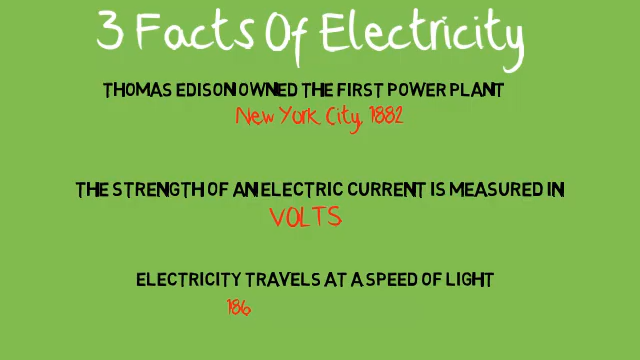 3 Facts Of Electricity
THOMAS EDISON OWNED THE FIRST POWER PLANT
New York City, 1882
THE STRENGTH OF AN ELECTRIC CURRENT IS MEASURED IN
VOLTS
ELECTRICITY TRAVELS AT A SPEED OF LIGHT
186